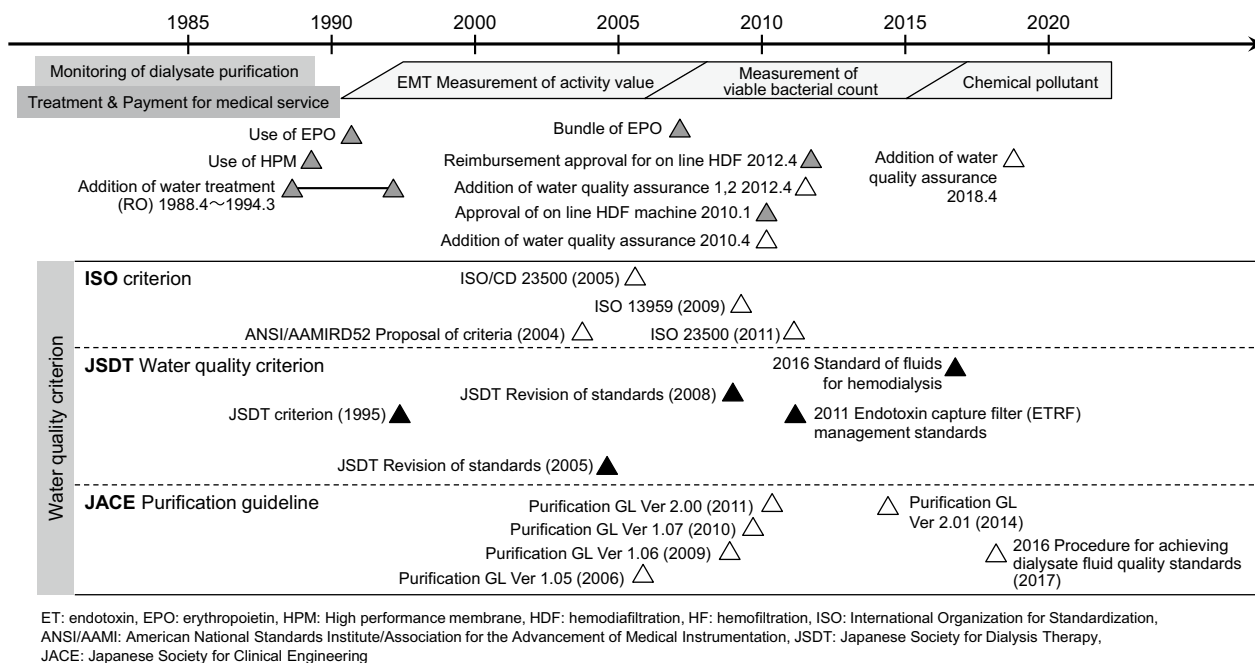 1985 1990 1995 2000 2005 2010 2015 2020
Monitoring of dialysate purification
Treatment & Payment for medical service
EMT Measurement of activity value
Measurement of
viable bacterial count
Chemical pollutant
Use of EPO
Bundle of EPO
Use of HPM
Reimbursement approval for on line HDF 2012.4
Addition of water
quality assurance
2018.4
Addition of water treatment
(RO) 1988.4～1994.3
Addition of water quality assurance 1,2 2012.4
Approval of on line HDF machine 2010.1
Addition of water quality assurance 2010.4
Water quality criterion
ISO criterion
ISO/CD 23500 (2005)
ISO 13959 (2009)
ANSI/AAMIRD52 Proposal of criteria (2004)
ISO 23500 (2011)
JSDT Water quality criterion
2016 Standard of fluids
for hemodialysis
JSDT Revision of standards (2008)
JSDT criterion (1995)
2011 Endotoxin capture filter (ETRF)
management standards
JSDT Revision of standards (2005)
JACE Purification guideline
Purification GL Ver 2.00 (2011)
Purification GL
Ver 2.01 (2014)
Purification GL Ver 1.07 (2010)
Purification GL Ver 1.06 (2009)
2016 Procedure for achieving
dialysate fluid quality standards
(2017)
Purification GL Ver 1.05 (2006)
ET: endotoxin, EPO: erythropoietin, HPM: High performance membrane, HDF: hemodiafiltration, HF: hemofiltration, ISO: International Organization for Standardization,
ANSI/AAMI: American National Standards Institute/Association for the Advancement of Medical Instrumentation, JSDT: Japanese Society for Dialysis Therapy,
JACE: Japanese Society for Clinical Engineering